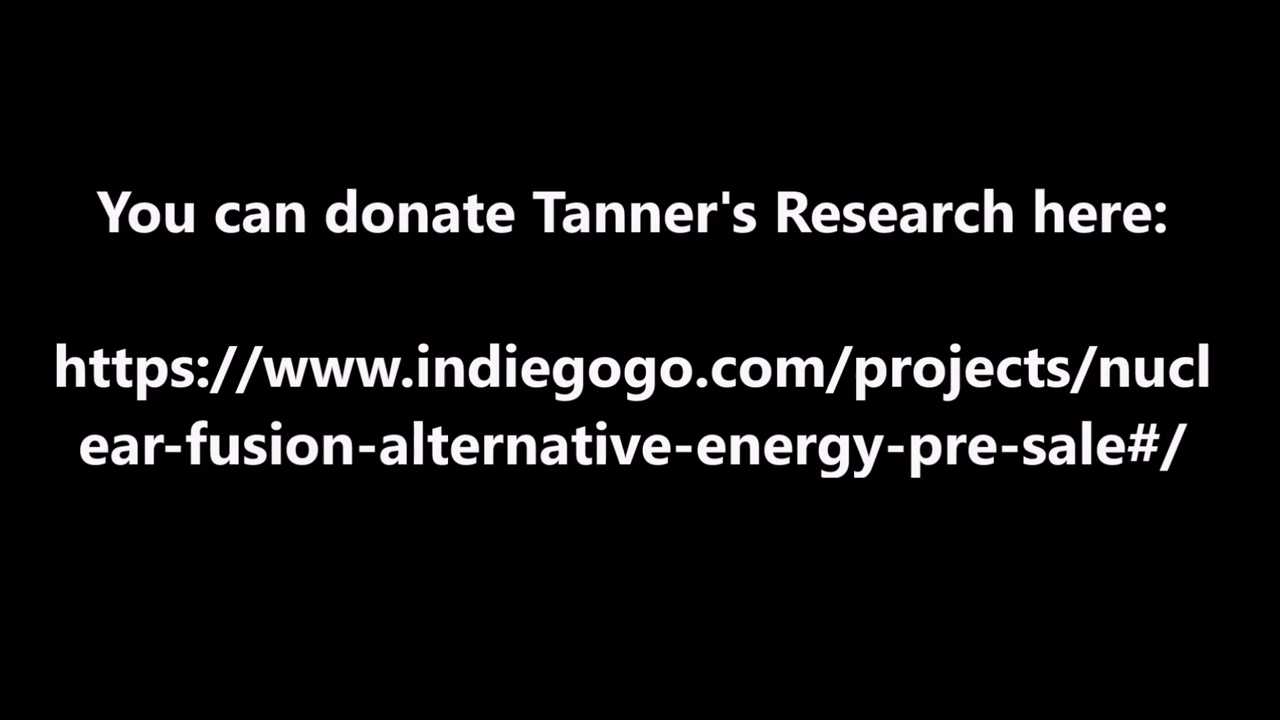 You can donate Tanner's Research here:
https://www.indiegogo.com/projects/nucl
ear-fusion-alternative-energy-pre-sale#/